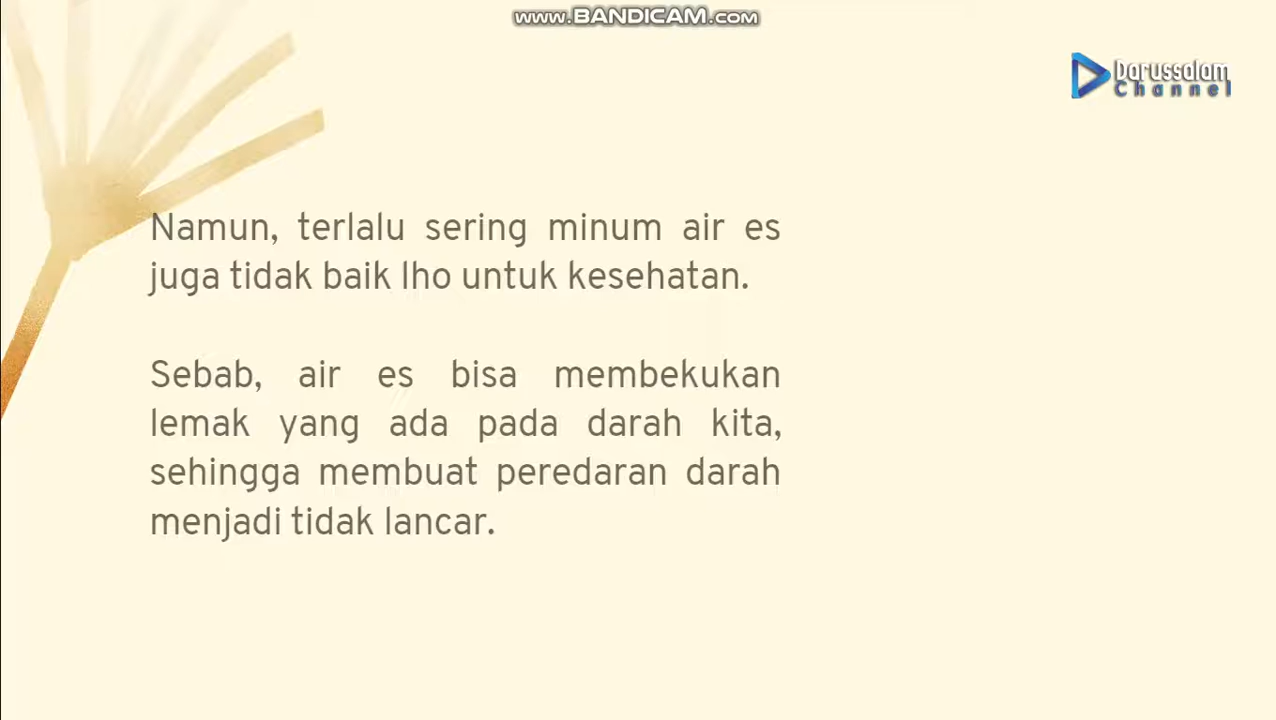 www.BANDICAM.com
Darussalam
Channel
Namun, terlalu sering minum air es
juga tidak baik lho untuk kesehatan.
Sebab, air es bisa membekukan
lemak yang ada pada darah kita,
sehingga membuat peredaran darah
menjadi tidak lancar.